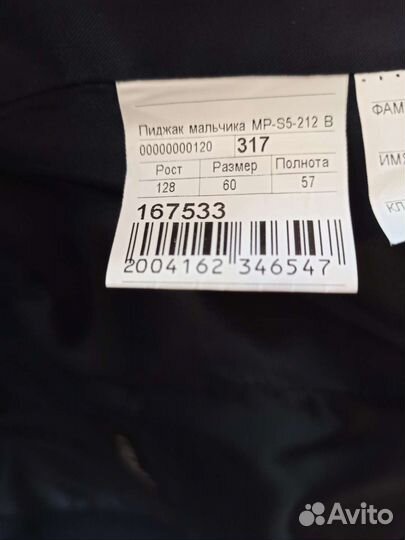 Пиджак мальчика MP-S5-212 B
00000000120 317
Рост Размер Полнота
128 60 57
167533
2004162 346547
ФАМ
ИМЯ
КЛ
Avito